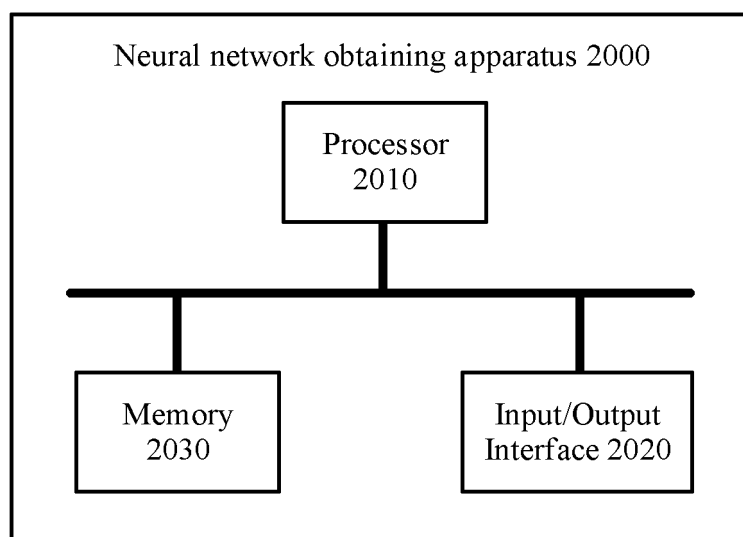 Neural network obtaining apparatus 2000
Processor
2010
Memory
2030
Input/Output
Interface 2020